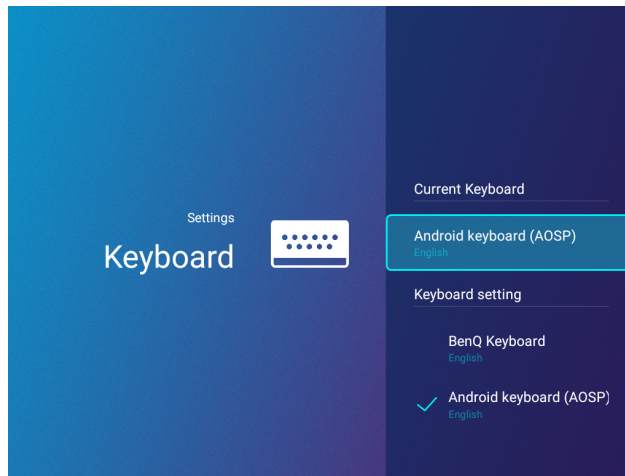 Settings
Keyboard
Current Keyboard
Android keyboard (AOSP)
English
Keyboard setting
BenQ Keyboard
English
Android keyboard (AOSP)
English